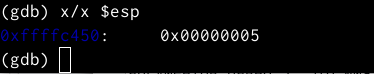 (gdb) x/x $esp
0xffffc450:     0x00000005
(gdb)